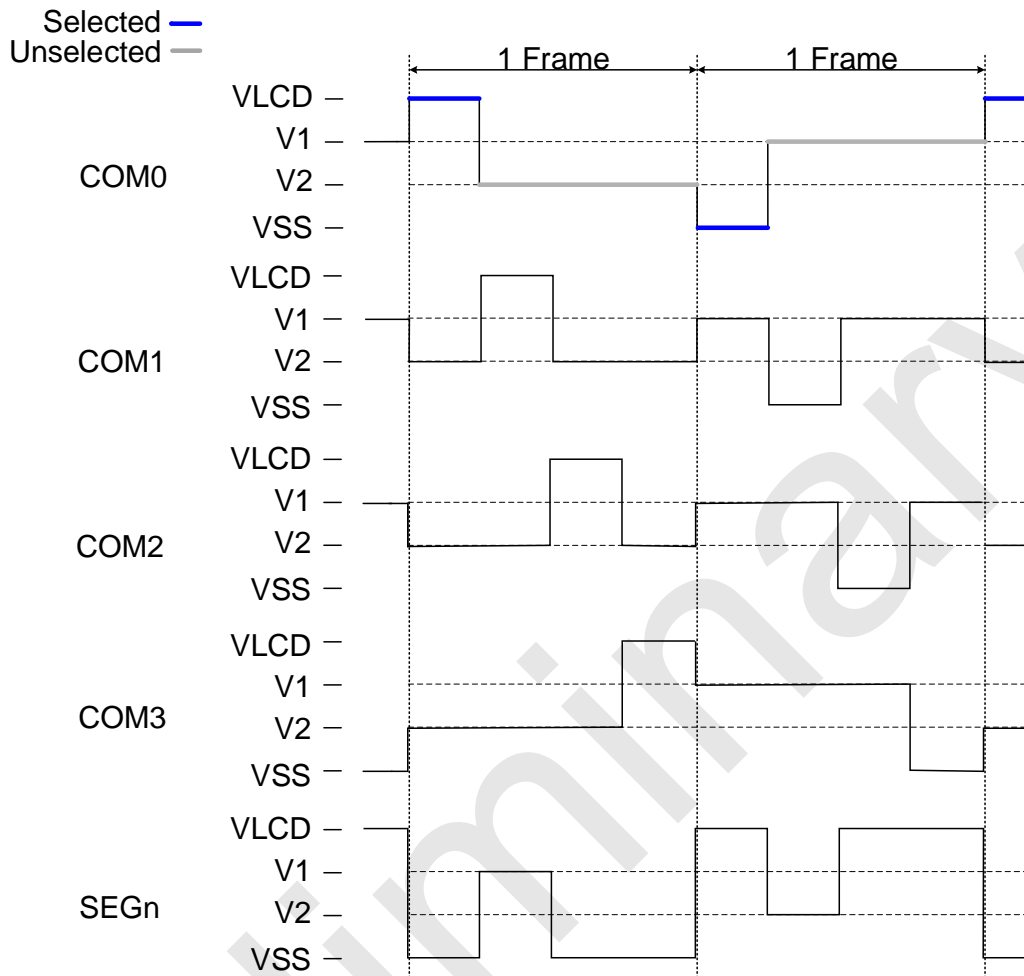 Selected
Unselected
1 Frame 1 Frame
VLCD
V1
COM0
V2
VSS
VLCD
V1
COM1
V2
VSS
VLCD
V1
COM2
V2
VSS
VLCD
V1
COM3
V2
VSS
VLCD
V1
SEGn
V2
VSS